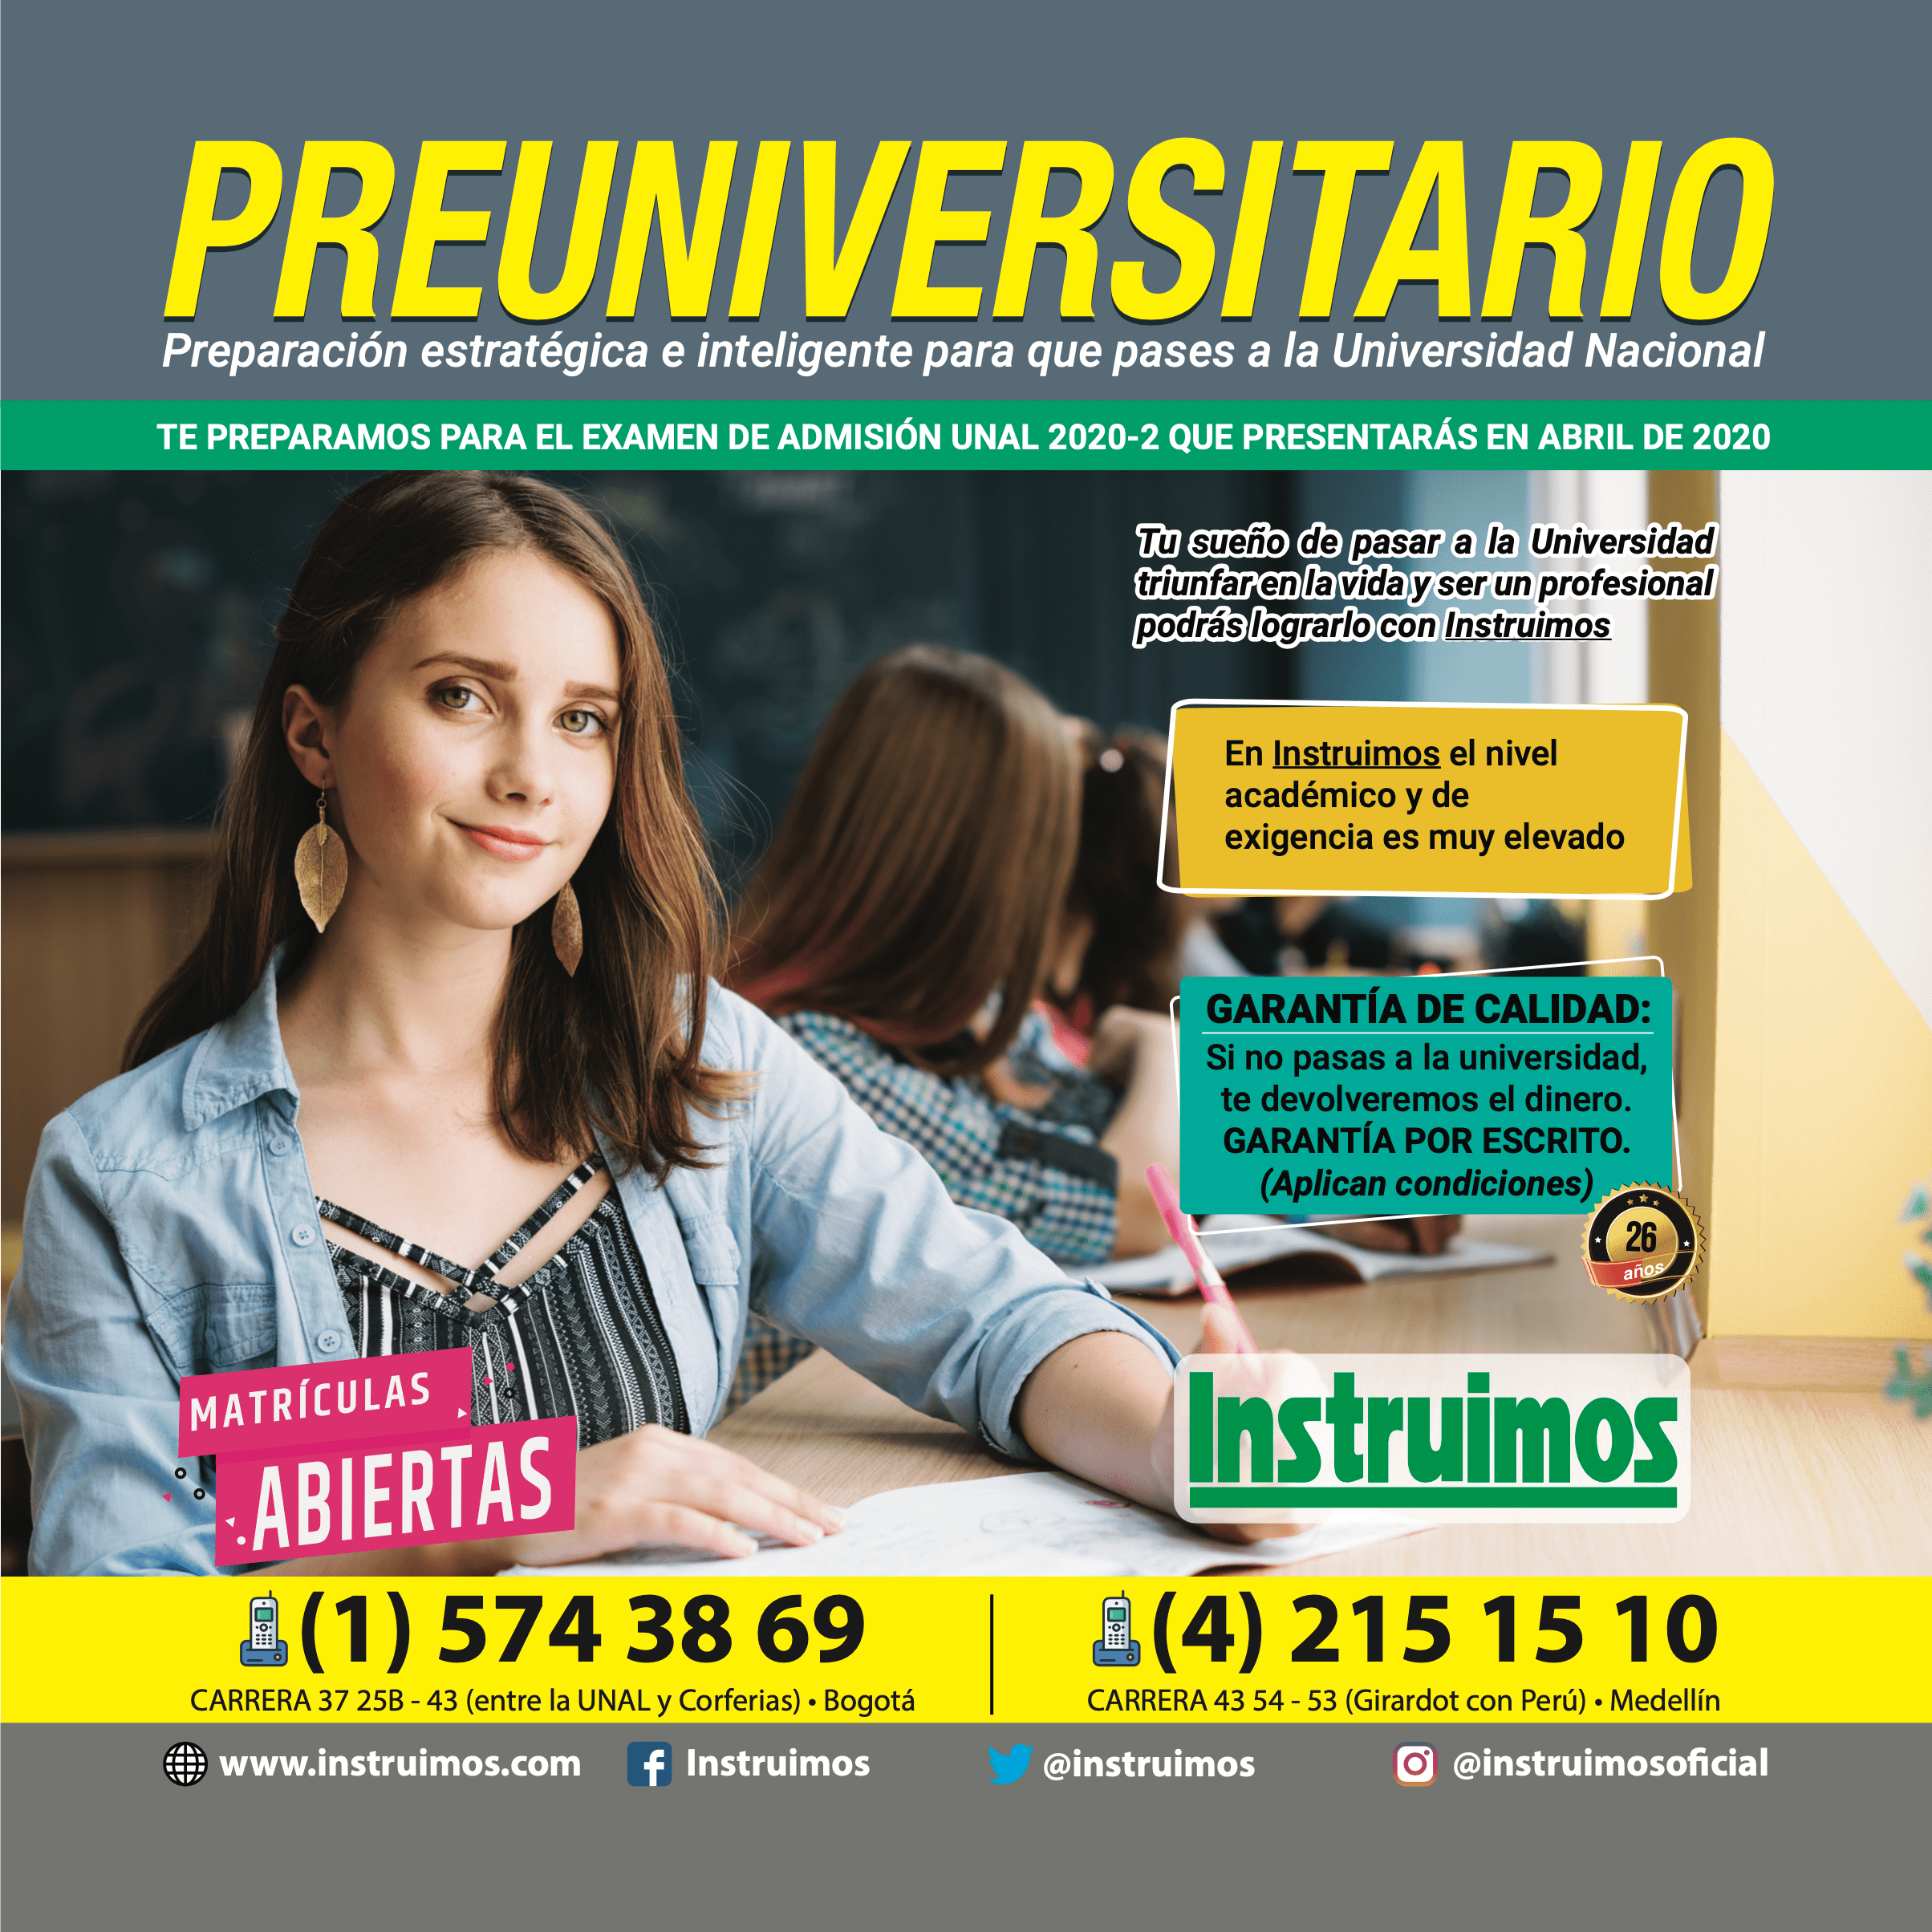 PREUNIVERSITARIO
Preparación estratégica e inteligente para que pases a la Universidad Nacional
TE PREPARAMOS PARA EL EXAMEN DE ADMISIÓN UNAL 2020-2 QUE PRESENTARÁS EN ABRIL DE 2020
Tu sueño de pasar a la Universidad
triunfar en la vida y ser un profesional
podrás lograrlo con Instruimos
En Instruimos el nivel
académico y de
exigencia es muy elevado
GARANTÍA DE CALIDAD:
Si no pasas a la universidad,
te devolveremos el dinero.
GARANTÍA POR ESCRITO.
(Aplican condiciones)
26
años
MATRÍCULAS
ABIERTAS
Instruimos
(1) 574 38 69
CARRERA 37 25B - 43 (entre la UNAL y Corferias) • Bogotá
(4) 215 15 10
CARRERA 43 54 - 53 (Girardot con Perú) • Medellín
www.instruimos.com
Instruimos
@instruimos
@instruimosoficial